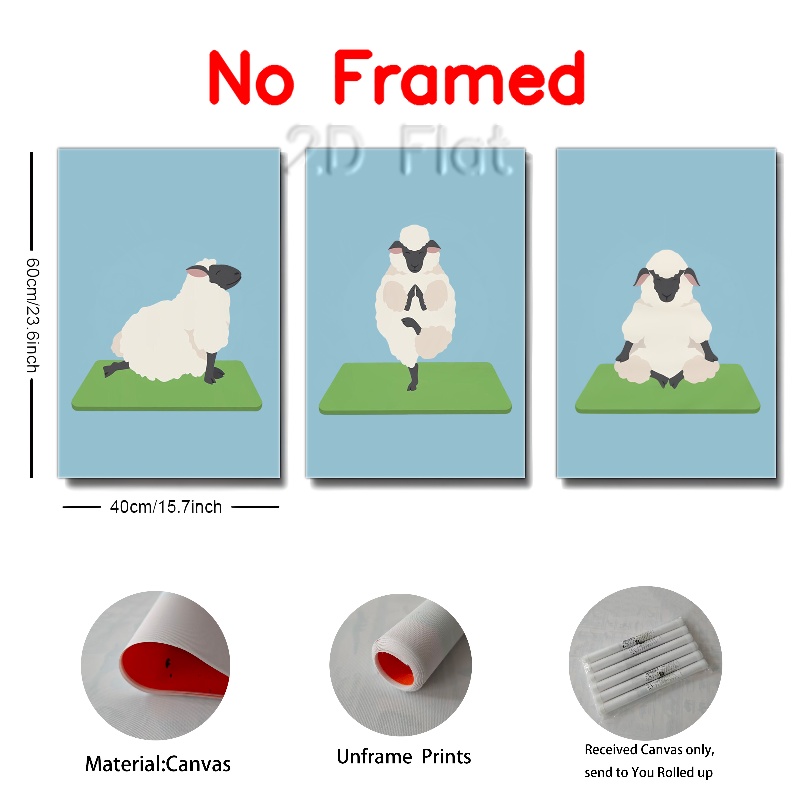 No Framed
2D Flat
60cm/23.6inch
40cm/15.7inch
Material:Canvas
Unframe Prints
Received Canvas only,
send to You Rolled up